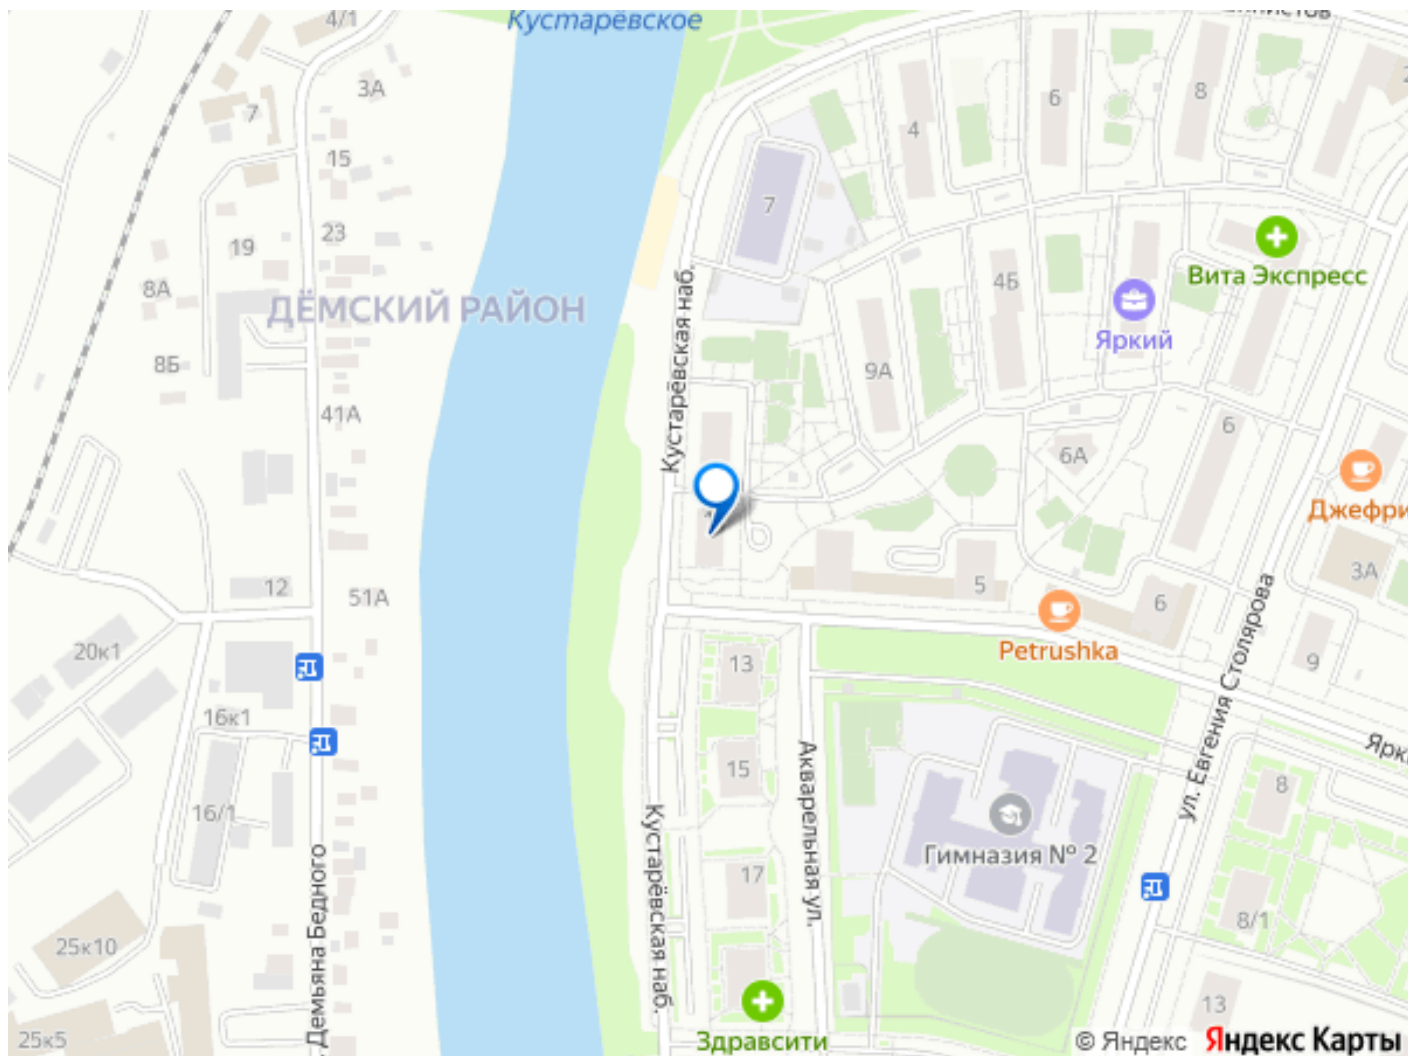 Кустарёвское
4/1
3А
7
4
6
8
15
7
19
23
Вита Экспресс
8А
4Б
ДЁМСКИЙ РАЙОН
Яркий
Кустарёвская наб.
8Б
9А
41А
6
6А
Джефри
12
51А
5
6
3А
Petrushka
20к1
13
9
ул. Евгения Столярова
16к1
15
Акварельная ул.
8
16/1
Гимназия № 2
17
Демьяна Бедного
Кустарёвская наб.
8/1
25к10
13
25к5
Здравсити
© Яндекс Яндекс Карты